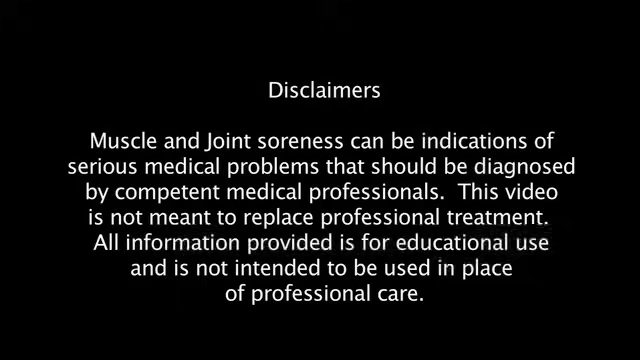 Disclaimers
Muscle and Joint soreness can be indications of
serious medical problems that should be diagnosed
by competent medical professionals. This video
is not meant to replace professional treatment.
All information provided is for educational use
and is not intended to be used in place
of professional care.